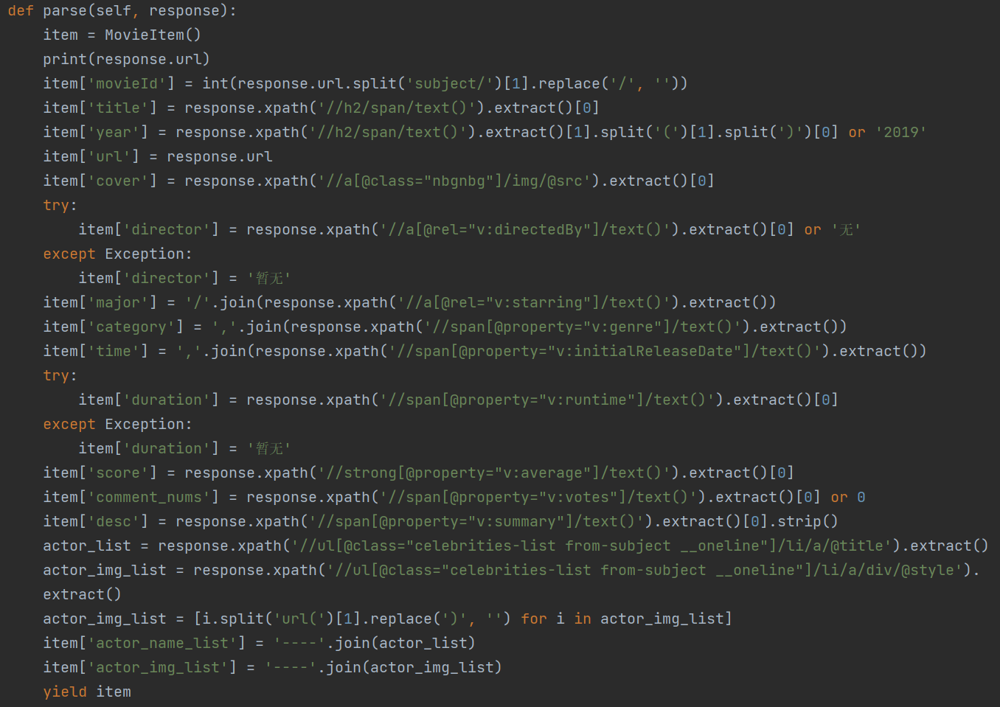 def parse(self, response):
    item = MovieItem()
    print(response.url)
    item['movieId'] = int(response.url.split('subject/')[1].replace('/', ''))
    item['title'] = response.xpath('//h2/span/text()').extract()[0]
    item['year'] = response.xpath('//h2/span/text()').extract()[1].split('(')[1].split(')')[0] or '2019'
    item['url'] = response.url
    item['cover'] = response.xpath('//a[@class="nbgnbg"]/img/@src').extract()[0]
    try:
        item['director'] = response.xpath('//a[@rel="v:directedBy"]/text()').extract()[0] or '无'
    except Exception:
        item['director'] = '暂无'
    item['major'] = '/'.join(response.xpath('//a[@rel="v:starring"]/text()').extract())
    item['category'] = ','.join(response.xpath('//span[@property="v:genre"]/text()').extract())
    item['time'] = ','.join(response.xpath('//span[@property="v:initialReleaseDate"]/text()').extract())
    try:
        item['duration'] = response.xpath('//span[@property="v:runtime"]/text()').extract()[0]
    except Exception:
        item['duration'] = '暂无'
    item['score'] = response.xpath('//strong[@property="v:average"]/text()').extract()[0]
    item['comment_nums'] = response.xpath('//span[@property="v:votes"]/text()').extract()[0] or 0
    item['desc'] = response.xpath('//span[@property="v:summary"]/text()').extract()[0].strip()
    actor_list = response.xpath('//ul[@class="celebrities-list from-subject __oneline"]/li/a/@title').extract()
    actor_img_list = response.xpath('//ul[@class="celebrities-list from-subject __oneline"]/li/a/div/@style').
    extract()
    actor_img_list = [i.split('url(')[1].replace(')', '') for i in actor_img_list]
    item['actor_name_list'] = '----'.join(actor_list)
    item['actor_img_list'] = '----'.join(actor_img_list)
    yield item